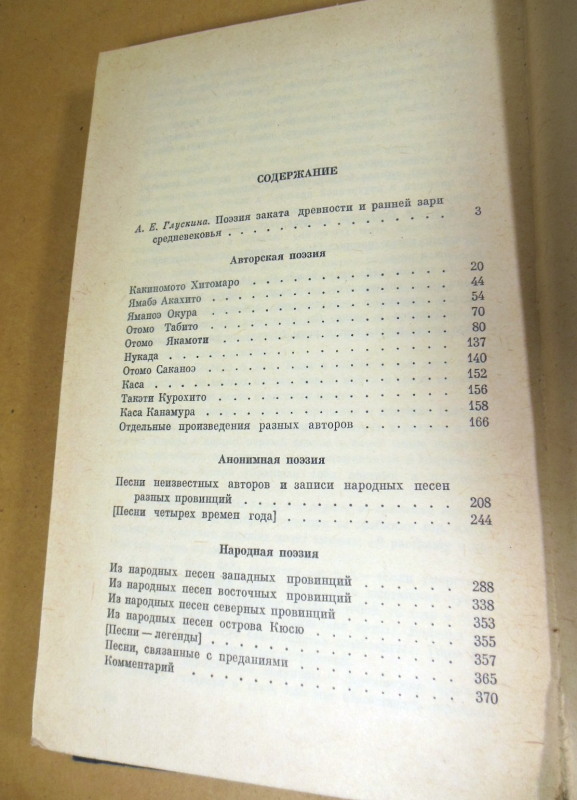 СОДЕРЖАНИЕ
А. Е. Глускина. Поэзия заката древности и ранней зари
средневековья . . . . . . . . . . . . . . 3
Авторская поэзия
Какиномото Хитомаро . . . . . . . . . . . . 20
Ямабэ Акахито . . . . . . . . . . . . . . 44
Яманоэ Окура . . . . . . . . . . . . . . 54
Отомо Табито . . . . . . . . . . . . . . 70
Отомо Якамоти . . . . . . . . . . . . . . 80
Нукада . . . . . . . . . . . . . . . . 137
Отомо Саканоэ . . . . . . . . . . . . . . 140
Каса . . . . . . . . . . . . . . . . . 152
Такэти Курохито . . . . . . . . . . . . . 156
Каса Канамура . . . . . . . . . . . . . . 158
Отдельные произведения разных авторов . . . . . . 166
Анонимная поэзия
Песни неизвестных авторов и записи народных песен
разных провинций . . . . . . . . . . . . 208
[Песни четырех времен года] . . . . . . . . . 244
Народная поэзия
Из народных песен западных провинций . . . . . . 288
Из народных песен восточных провинций . . . . . . 338
Из народных песен северных провинций . . . . . . 353
Из народных песен острова Кюсю . . . . . . . . 355
[Песни — легенды] . . . . . . . . . . . . . 357
Песни, связанные с преданиями . . . . . . . . . 365
Комментарий . . . . . . . . . . . . . . . 370